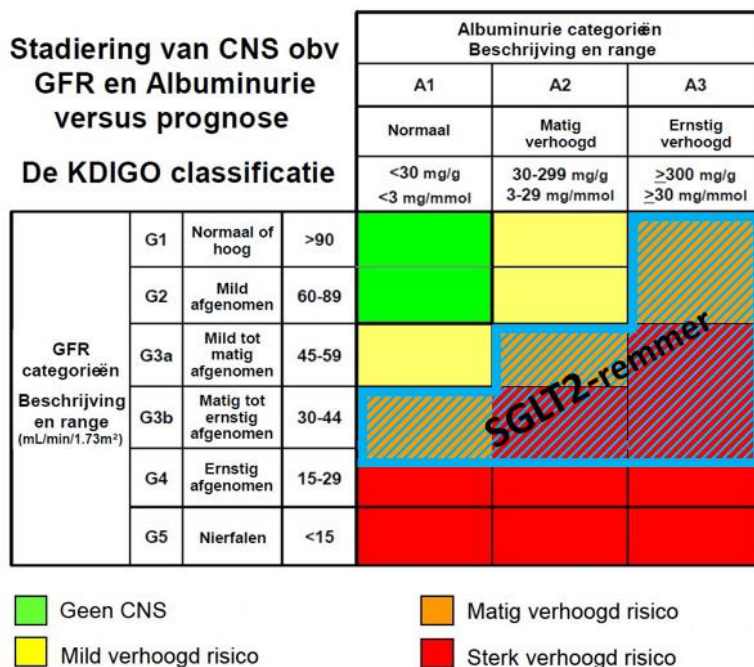 Stadiering van CNS obv
GFR en Albuminurie
versus prognose
De KDIGO classificatie
Albuminurie categorieën
Beschrijving en range
A1
A2
A3
Normaal
Matig
verhoogd
Ernstig
verhoogd
<30 mg/g
<3 mg/mmol
30-299 mg/g
3-29 mg/mmol
≥300 mg/g
≥30 mg/mmol
GFR
categorieën
Beschrijving
en range
(mL/min/1.73m²)
G1
Normaal of
hoog
>90
G2
Mild
afgenomen
60-89
G3a
Mild tot
matig
afgenomen
45-59
G3b
Matig tot
ernstig
afgenomen
30-44
G4
Ernstig
afgenomen
15-29
G5
Nierfalen
<15
SGLT2-remmer
Geen CNS
Mild verhoogd risico
Matig verhoogd risico
Sterk verhoogd risico